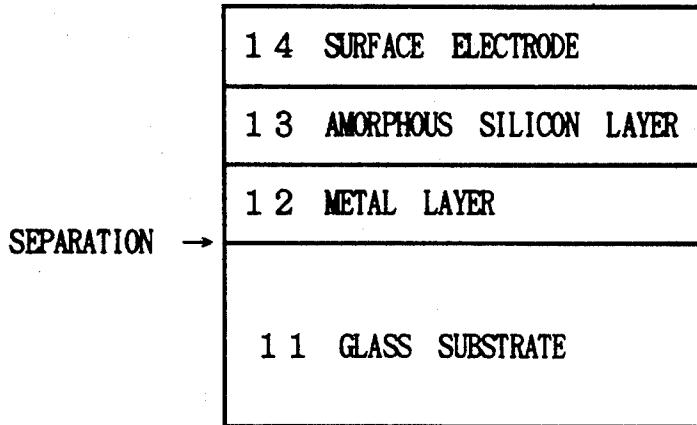 14 SURFACE ELECTRODE
13 AMORPHOUS SILICON LAYER
12 METAL LAYER
SEPARATION →
11 GLASS SUBSTRATE